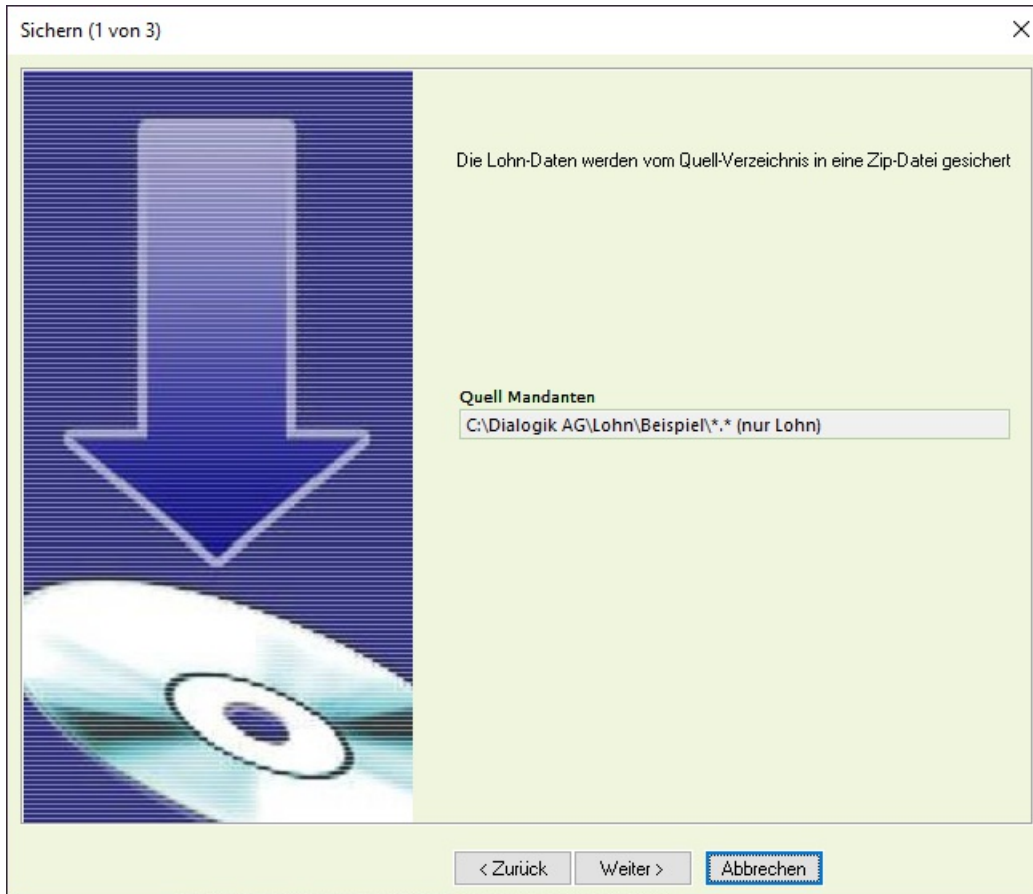 Sichern (1 von 3)
Die Lohn-Daten werden vom Quell-Verzeichnis in eine Zip-Datei gesichert
Quell Mandanten
C:\Dialogik AG\Lohn\Beispiel\*.* (nur Lohn)
< Zurück Weiter > Abbrechen